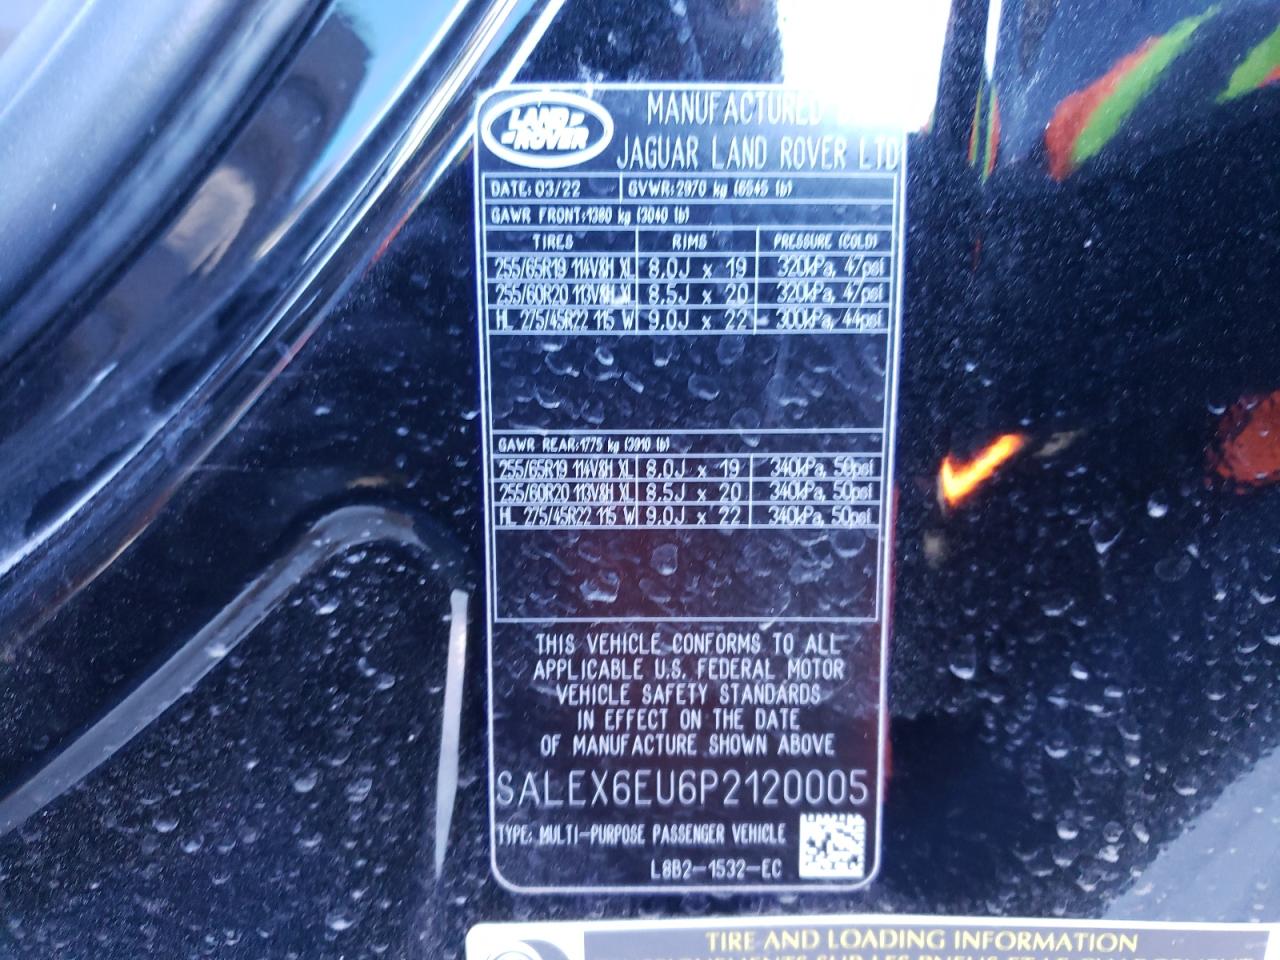 LAND
ROVER
MANUFACTURED
JAGUAR LAND ROVER LTD
DATE: 03/22 GVWR: 2970 kg (6545 lb)
GAWR FRONT: 1380 kg (3040 lb)
TIRES RIMS PRESSURE (COLD)
255/65R19 114V&H XL 8.0J x 19 320kPa, 47psi
255/60R20 113V&H XL 8.5J x 20 320kPa, 47psi
HL 275/45R22 115 W 9.0J x 22 300kPa, 44psi
GAWR REAR: 1775 kg (3910 lb)
255/65R19 114V&H XL 8.0J x 19 340kPa, 50psi
255/60R20 113V&H XL 8.5J x 20 340kPa, 50psi
HL 275/45R22 115 W 9.0J x 22 340kPa, 50psi
THIS VEHICLE CONFORMS TO ALL
APPLICABLE U.S. FEDERAL MOTOR
VEHICLE SAFETY STANDARDS
IN EFFECT ON THE DATE
OF MANUFACTURE SHOWN ABOVE
SALEX6EU6P2120005
TYPE: MULTI-PURPOSE PASSENGER VEHICLE
L8B2-1532-EC
TIRE AND LOADING INFORMATION